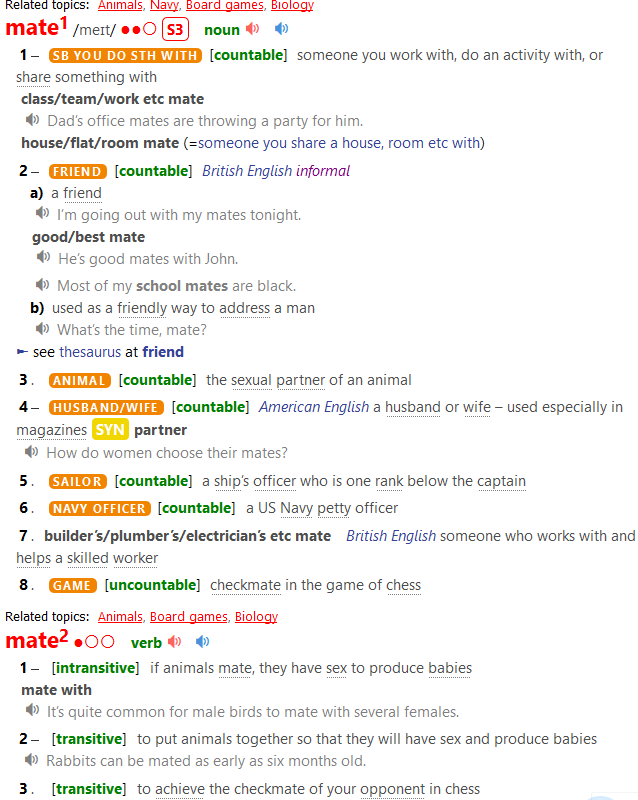 Related topics: Animals, Navy, Board games, Biology
mate1 /meɪt/ ●●○ S3 noun
1 – SB YOU DO STH WITH [countable] someone you work with, do an activity with, or
share something with
class/team/work etc mate
Dad’s office mates are throwing a party for him.
house/flat/room mate (=someone you share a house, room etc with)
2 – FRIEND [countable] British English informal
a) a friend
I’m going out with my mates tonight.
good/best mate
He’s good mates with John.
Most of my school mates are black.
b) used as a friendly way to address a man
What’s the time, mate?
► see thesaurus at friend
3 . ANIMAL [countable] the sexual partner of an animal
4 – HUSBAND/WIFE [countable] American English a husband or wife – used especially in
magazines SYN partner
How do women choose their mates?
5 . SAILOR [countable] a ship’s officer who is one rank below the captain
6 . NAVY OFFICER [countable] a US Navy petty officer
7 . builder’s/plumber’s/electrician’s etc mate British English someone who works with and
helps a skilled worker
8 . GAME [uncountable] checkmate in the game of chess
Related topics: Animals, Board games, Biology
mate2 ●○○ verb
1 – [intransitive] if animals mate, they have sex to produce babies
mate with
It’s quite common for male birds to mate with several females.
2 – [transitive] to put animals together so that they will have sex and produce babies
Rabbits can be mated as early as six months old.
3 . [transitive] to achieve the checkmate of your opponent in chess